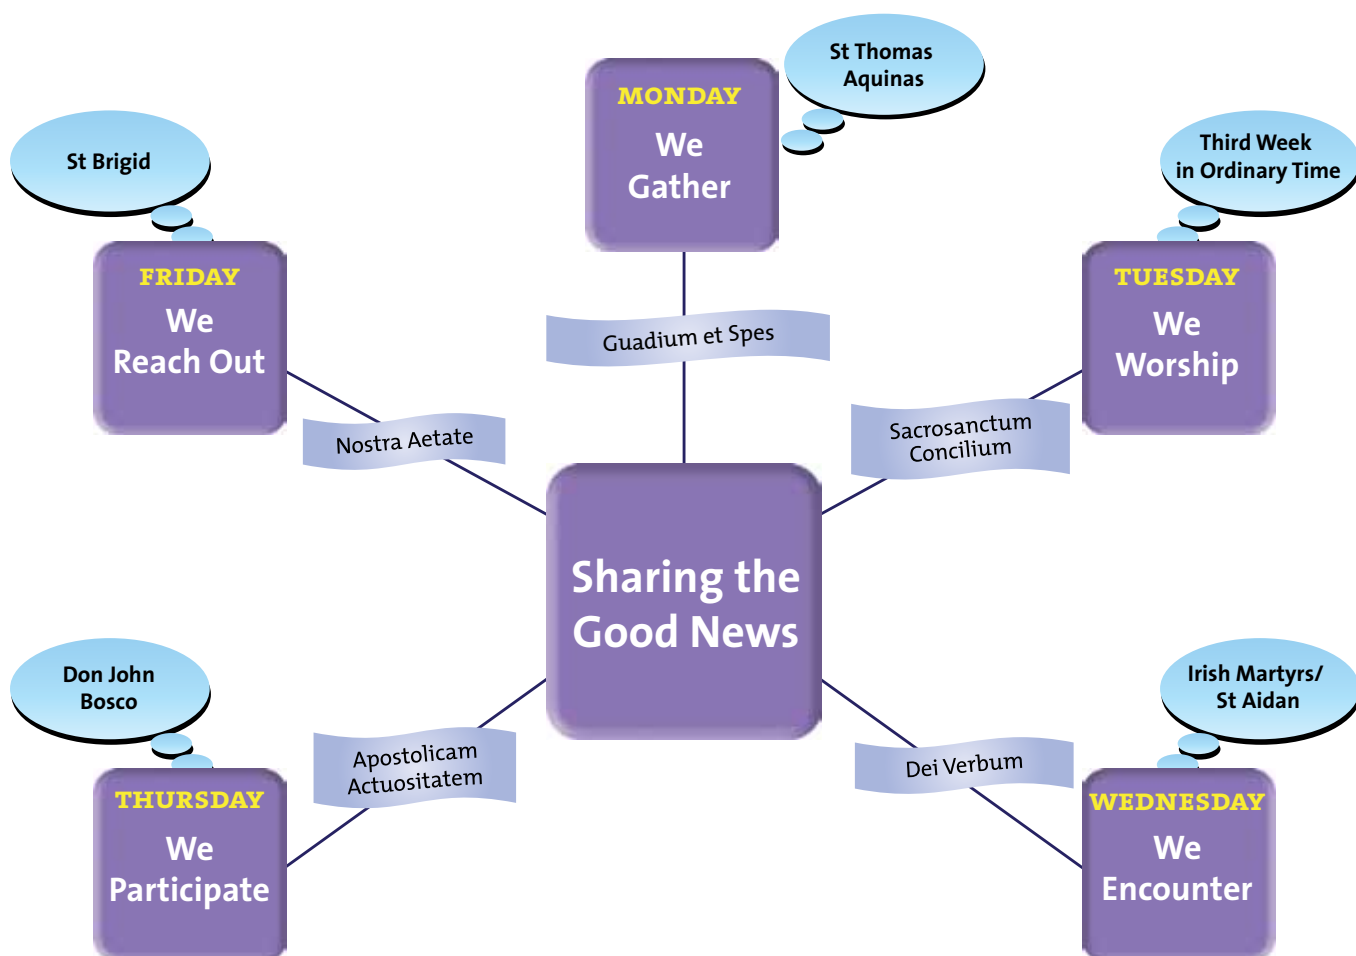 St Thomas
Aquinas
MONDAY
We
Gather
Guadium et Spes
Third Week
in Ordinary Time
TUESDAY
We
Worship
Sacrosanctum
Concilium
Irish Martyrs/
St Aidan
WEDNESDAY
We
Encounter
Dei Verbum
Don John
Bosco
THURSDAY
We
Participate
Apostolicam
Actuositatem
St Brigid
FRIDAY
We
Reach Out
Nostra Aetate
Sharing the
Good News